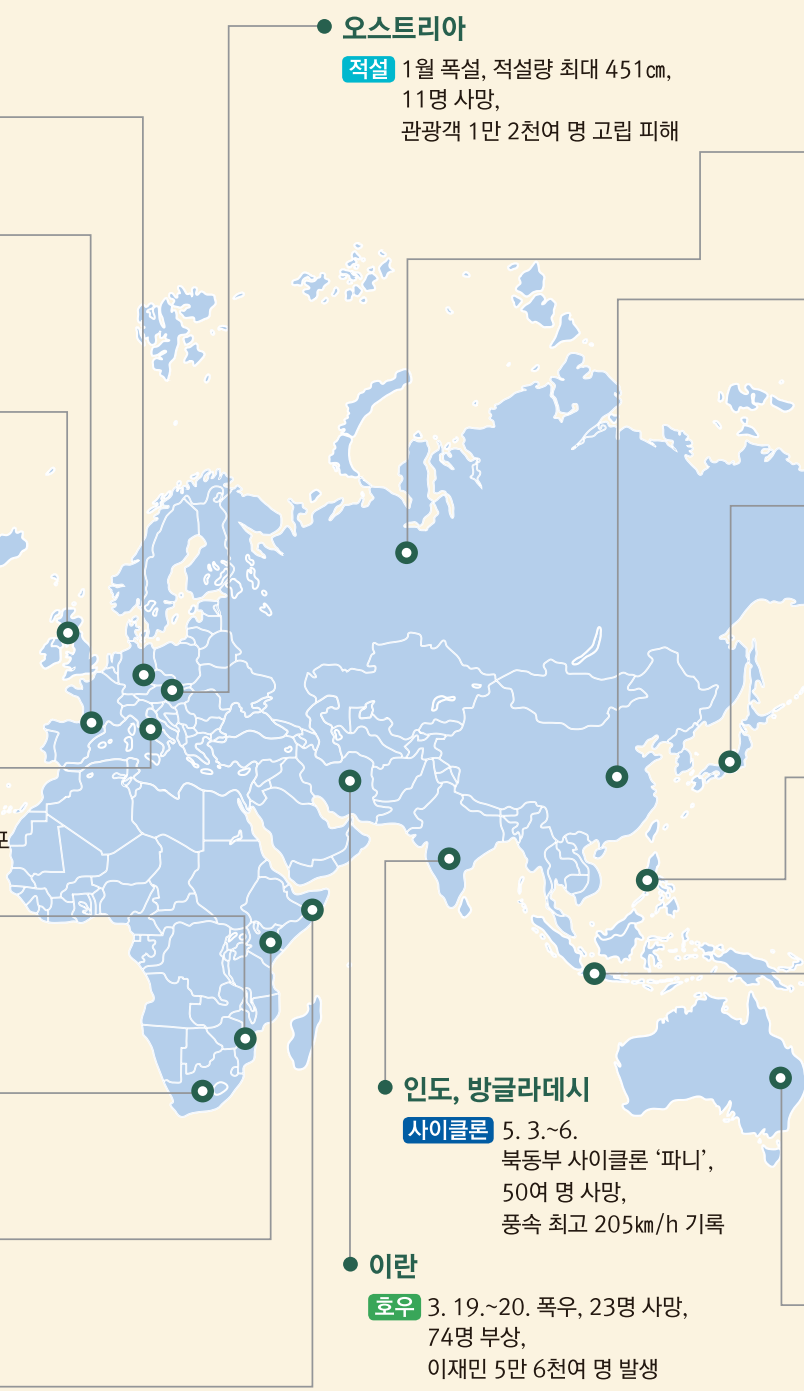 오스트리아
적설 1월 폭설, 적설량 최대 451㎝,
11명 사망,
관광객 1만 2천여 명 고립 피해
인도, 방글라데시
사이클론 5. 3.~6.
북동부 사이클론 ‘파니’,
50여 명 사망,
풍속 최고 205㎞/h 기록
이란
호우 3. 19.~20. 폭우, 23명 사망,
74명 부상,
이재민 5만 6천여 명 발생